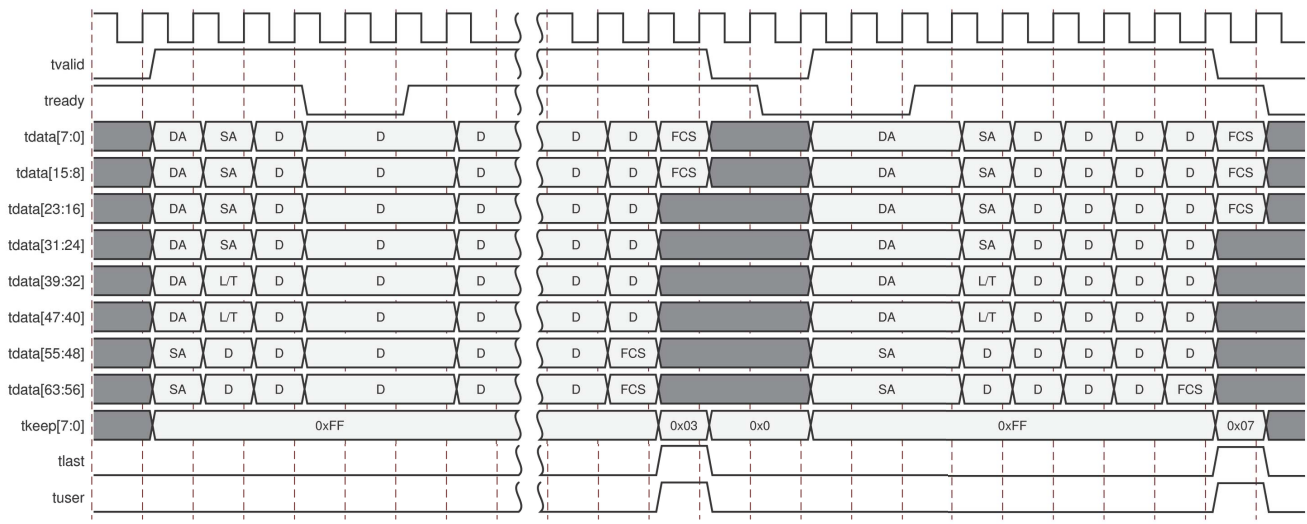 tvalid
tready
tdata[7:0] DA SA D D D D D FCS DA SA D D D D FCS
tdata[15:8] DA SA D D D D D FCS DA SA D D D D FCS
tdata[23:16] DA SA D D D D D DA SA D D D D FCS
tdata[31:24] DA SA D D D D D DA SA D D D D
tdata[39:32] DA L/T D D D D D DA L/T D D D D
tdata[47:40] DA L/T D D D D D DA L/T D D D D
tdata[55:48] SA D D D D D FCS SA D D D D D
tdata[63:56] SA D D D D D FCS SA D D D D FCS
tkeep[7:0] 0xFF 0x03 0x0 0xFF 0x07
tlast
tuser